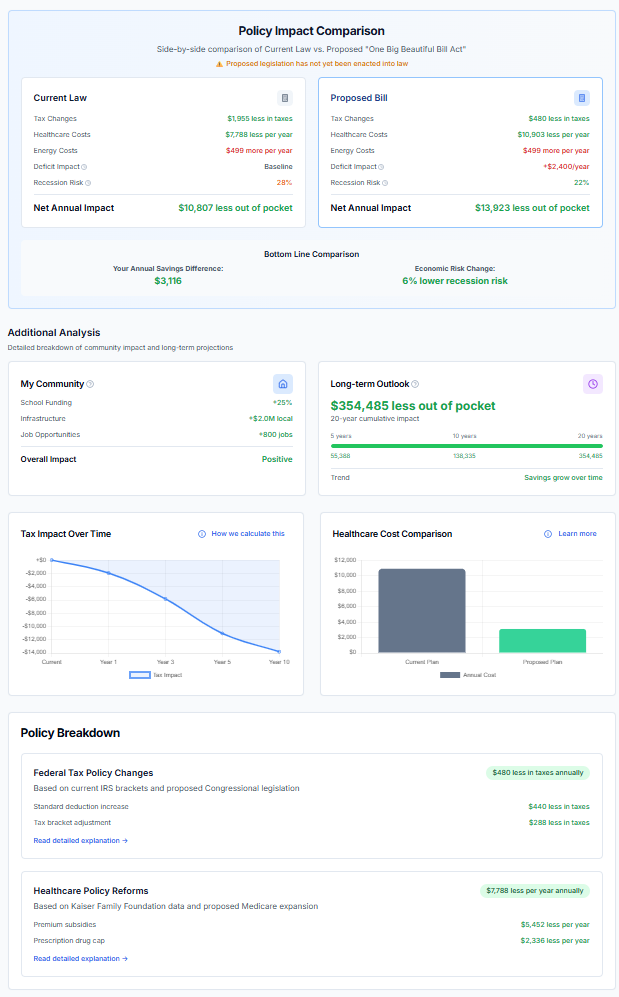 Policy Impact Comparison
Side-by-side comparison of Current Law vs. Proposed "One Big Beautiful Bill Act"
⚠ Proposed legislation has not yet been enacted into law
Current Law
Tax Changes $1,955 less in taxes
Healthcare Costs $7,788 less per year
Energy Costs $499 more per year
Deficit Impact Baseline
Recession Risk 28%
Net Annual Impact $10,807 less out of pocket
Proposed Bill
Tax Changes $480 less in taxes
Healthcare Costs $10,903 less per year
Energy Costs $499 more per year
Deficit Impact +$2,400/year
Recession Risk 22%
Net Annual Impact $13,923 less out of pocket
Bottom Line Comparison
Your Annual Savings Difference:
$3,116
Economic Risk Change:
6% lower recession risk
Additional Analysis
Detailed breakdown of community impact and long-term projections
My Community
School Funding +25%
Infrastructure +$2.0M local
Job Opportunities +800 jobs
Overall Impact Positive
Long-term Outlook
$354,485 less out of pocket
20-year cumulative impact
5 years 10 years 20 years
55,388 138,335 354,485
Trend Savings grow over time
Tax Impact Over Time How we calculate this
+$0
-$2,000
-$4,000
-$6,000
-$8,000
-$10,000
-$12,000
-$14,000
Current Year 1 Year 3 Year 5 Year 10
Tax Impact
Healthcare Cost Comparison Learn more
$12,000
$10,000
$8,000
$6,000
$4,000
$2,000
$0
Current Plan Proposed Plan
Annual Cost
Policy Breakdown
Federal Tax Policy Changes $480 less in taxes annually
Based on current IRS brackets and proposed Congressional legislation
Standard deduction increase $440 less in taxes
Tax bracket adjustment $288 less in taxes
Read detailed explanation →
Healthcare Policy Reforms $7,788 less per year annually
Based on Kaiser Family Foundation data and proposed Medicare expansion
Premium subsidies $5,452 less per year
Prescription drug cap $2,336 less per year
Read detailed explanation →